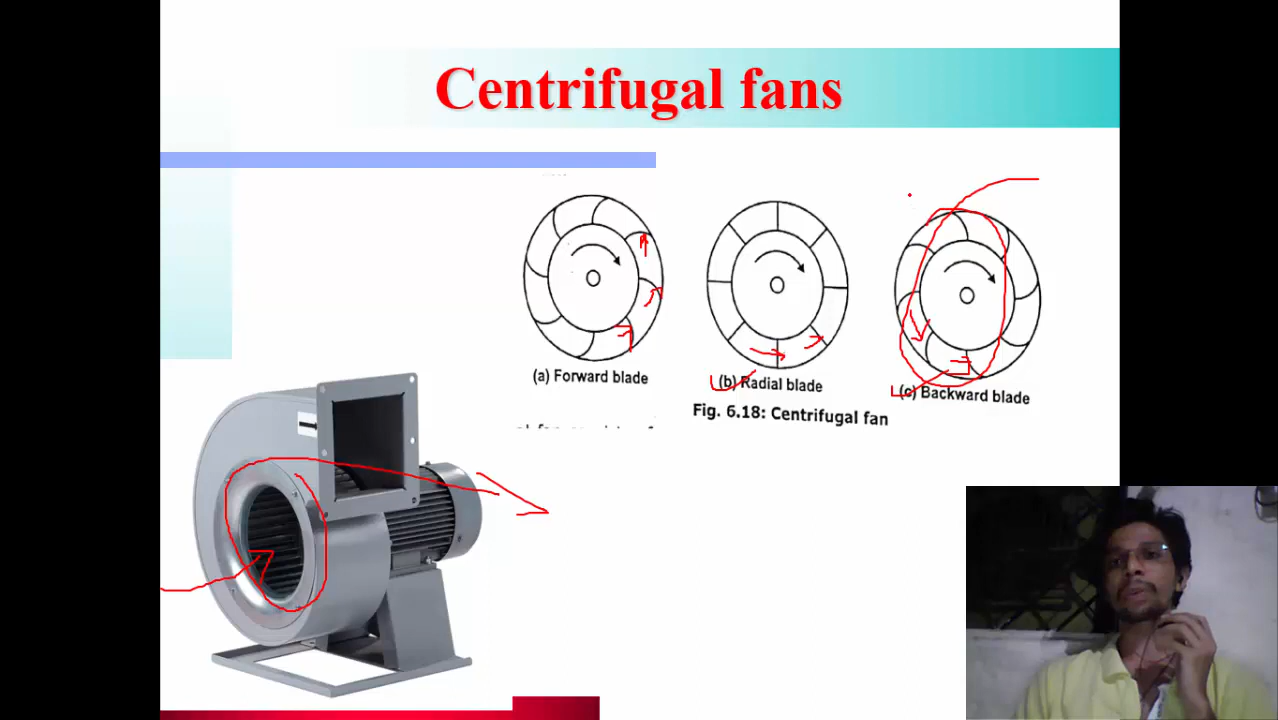 Centrifugal fans
(a) Forward blade
(b) Radial blade
(c) Backward blade
Fig. 6.18: Centrifugal fan